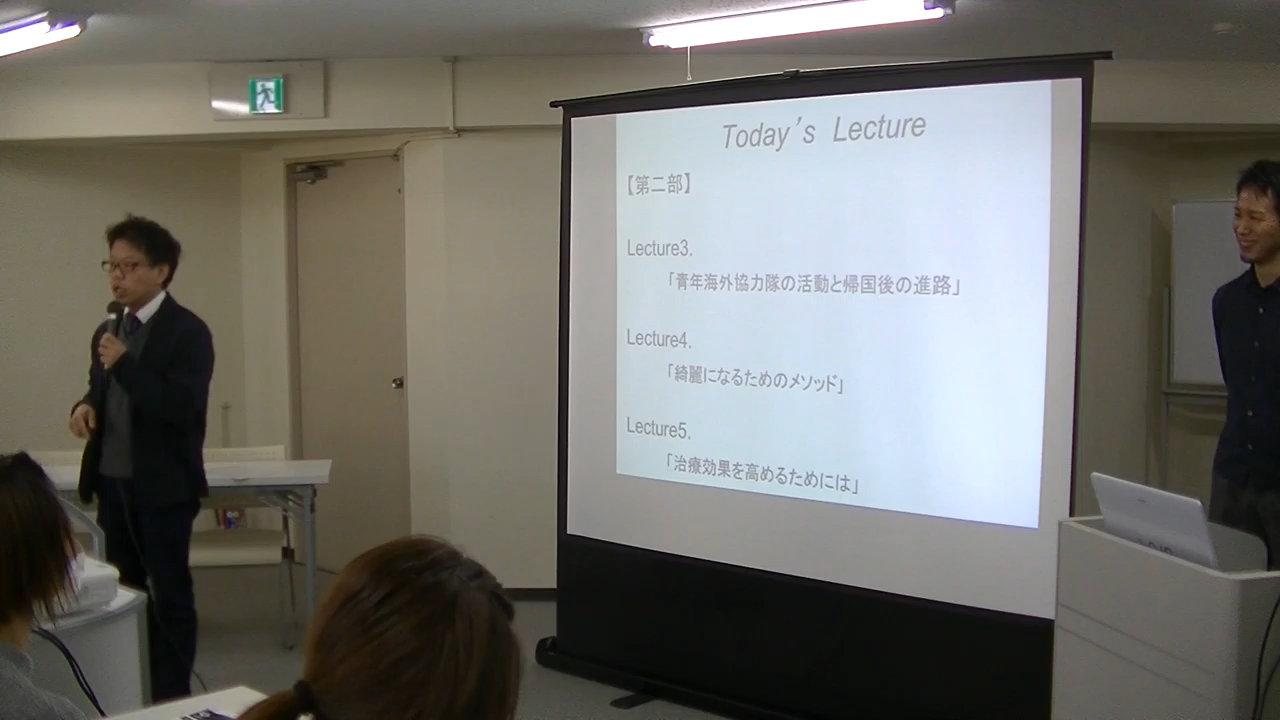 Today's Lecture
【第二部】
Lecture3.
「青年海外協力隊の活動と帰国後の進路」
Lecture4.
「綺麗になるためのメソッド」
Lecture5.
「治療効果を高めるためには」